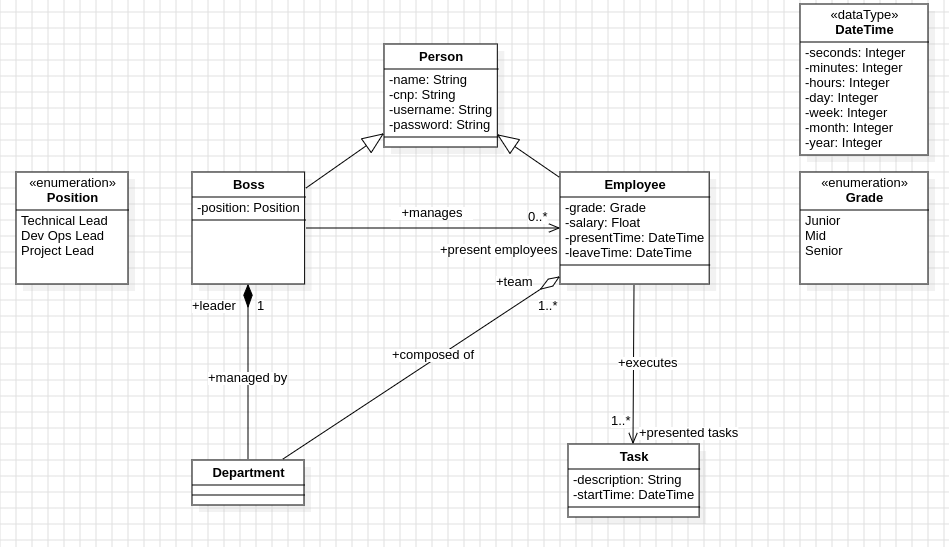 «dataType»
DateTime
-seconds: Integer
-minutes: Integer
-hours: Integer
-day: Integer
-week: Integer
-month: Integer
-year: Integer
Person
-name: String
-cnp: String
-username: String
-password: String
«enumeration»
Position
Technical Lead
Dev Ops Lead
Project Lead
Boss
-position: Position
+manages
0..*
+present employees
Employee
-grade: Grade
-salary: Float
-presentTime: DateTime
-leaveTime: DateTime
«enumeration»
Grade
Junior
Mid
Senior
+team
1..*
+leader
1
+composed of
+managed by
+executes
1..*
+presented tasks
Department
Task
-description: String
-startTime: DateTime